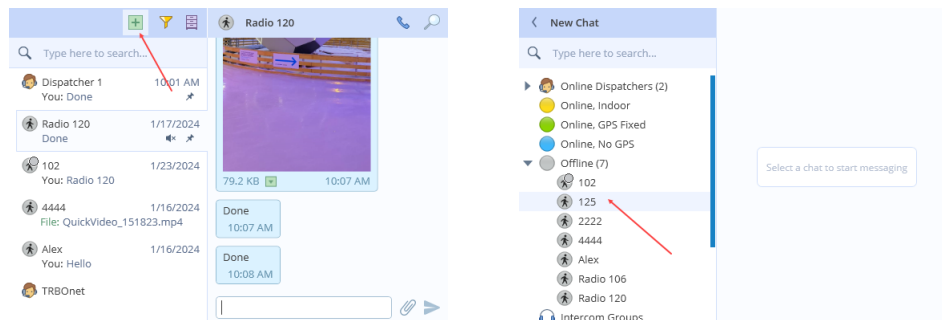 Radio 120
Type here to search...
Dispatcher 1 10:01 AM
You: Done
Radio 120 1/17/2024
Done
102 1/23/2024
You: Radio 120
4444 1/16/2024
File: QuickVideo_151823.mp4
Alex 1/16/2024
You: Hello
TRBOnet
79.2 KB 10:07 AM
Done
10:07 AM
Done
10:08 AM
New Chat
Type here to search...
Online Dispatchers (2)
Online, Indoor
Online, GPS Fixed
Online, No GPS
Offline (7)
102
125
2222
4444
Alex
Radio 106
Radio 120
Intercom Groups
Select a chat to start messaging